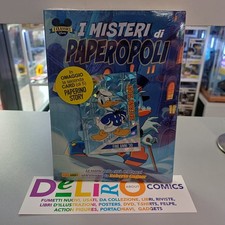 I MISTERI di
PAPEROPOLI
IN OMAGGIO
CARD
PAPERINO
STORY
DeLiRiO COMICS
FUMETTI NUOVI, USATI, DA COLLEZIONE, LIBRI, RIVISTE,
LIBRI D'ILLUSTRAZIONE, POSTERS, DVD, T-SHIRTS, FELPE,
ACTION FIGURES, PORTACHIAVI, GADGETS